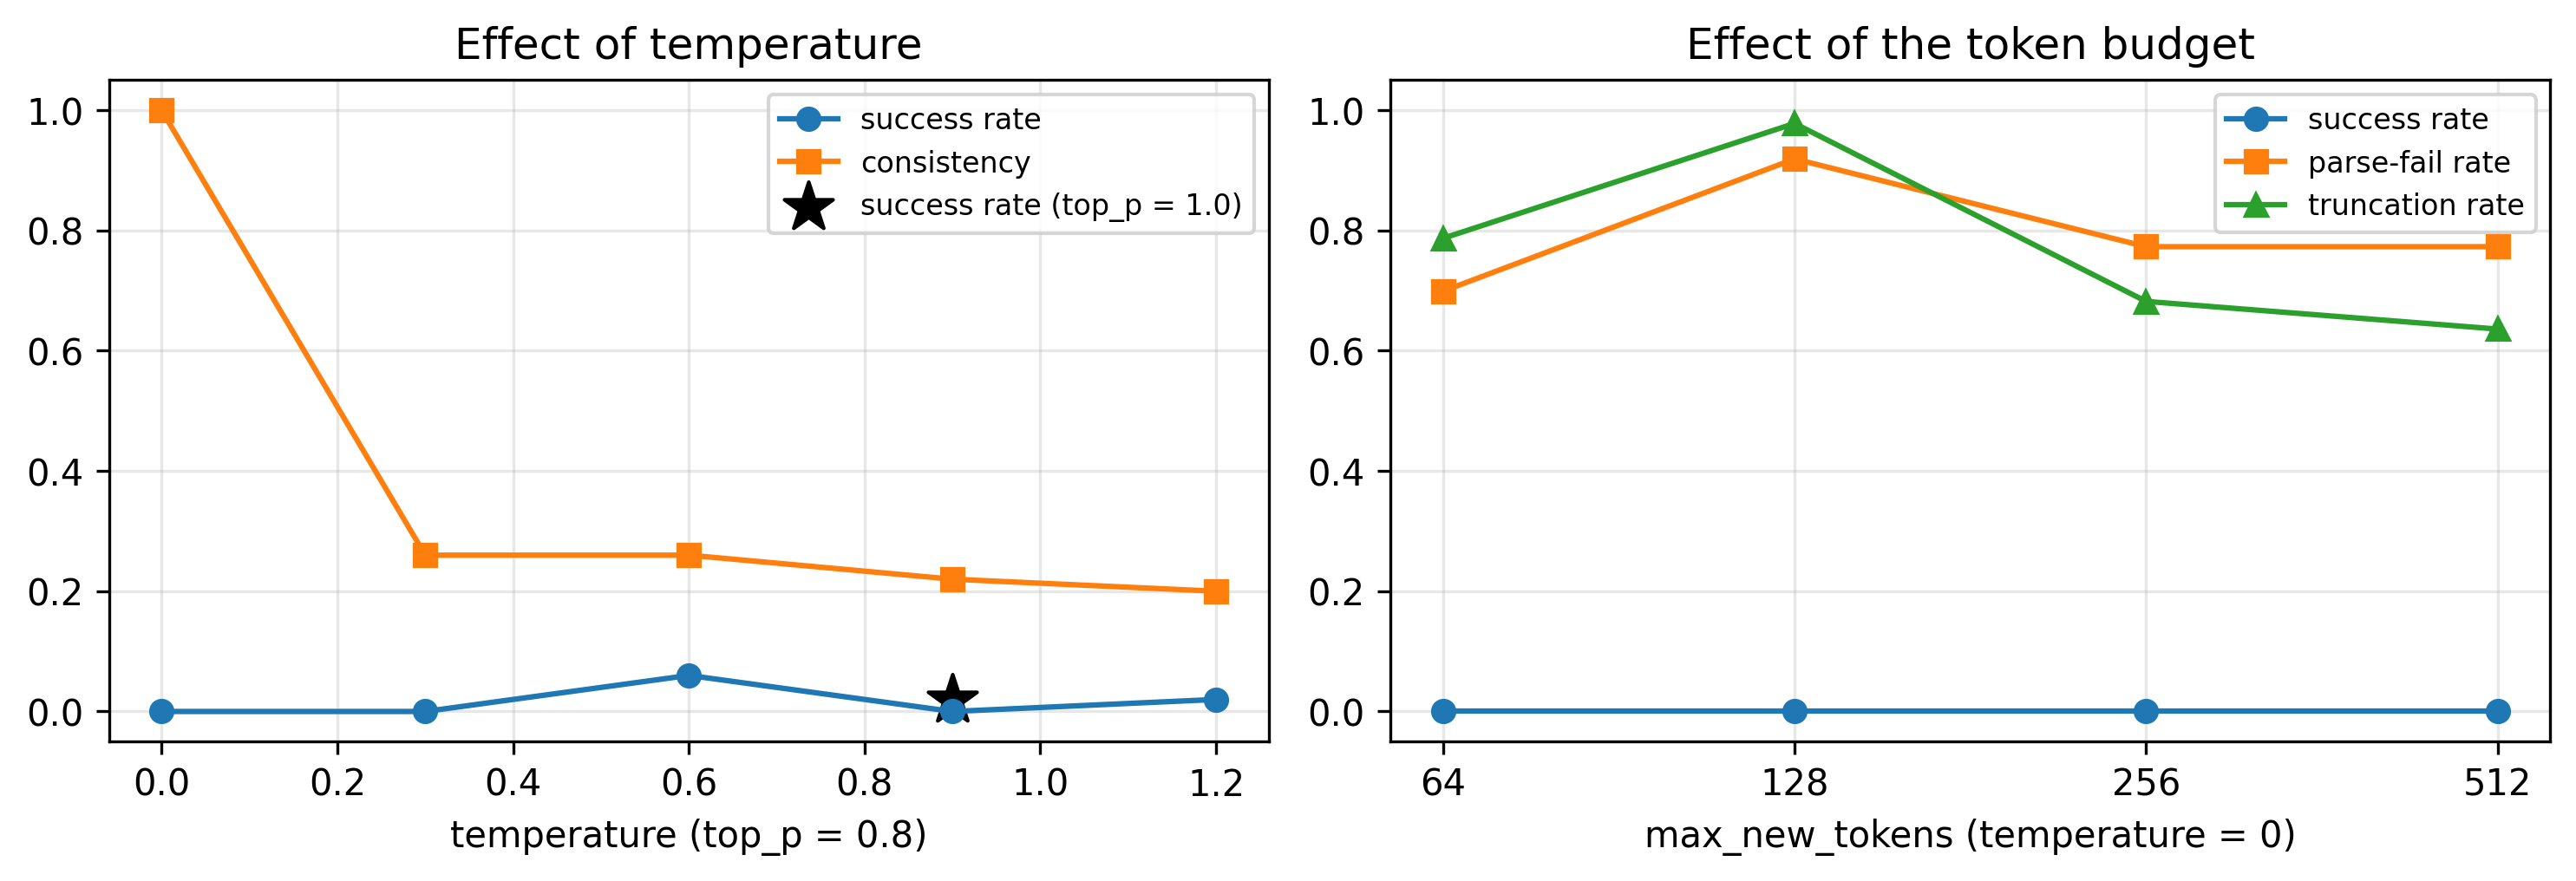 Effect of temperature
1.0
0.8
0.6
0.4
0.2
0.0
success rate
consistency
success rate (top_p = 1.0)
0.0 0.2 0.4 0.6 0.8 1.0 1.2
temperature (top_p = 0.8)
Effect of the token budget
1.0
0.8
0.6
0.4
0.2
0.0
success rate
parse-fail rate
truncation rate
64 128 256 512
max_new_tokens (temperature = 0)